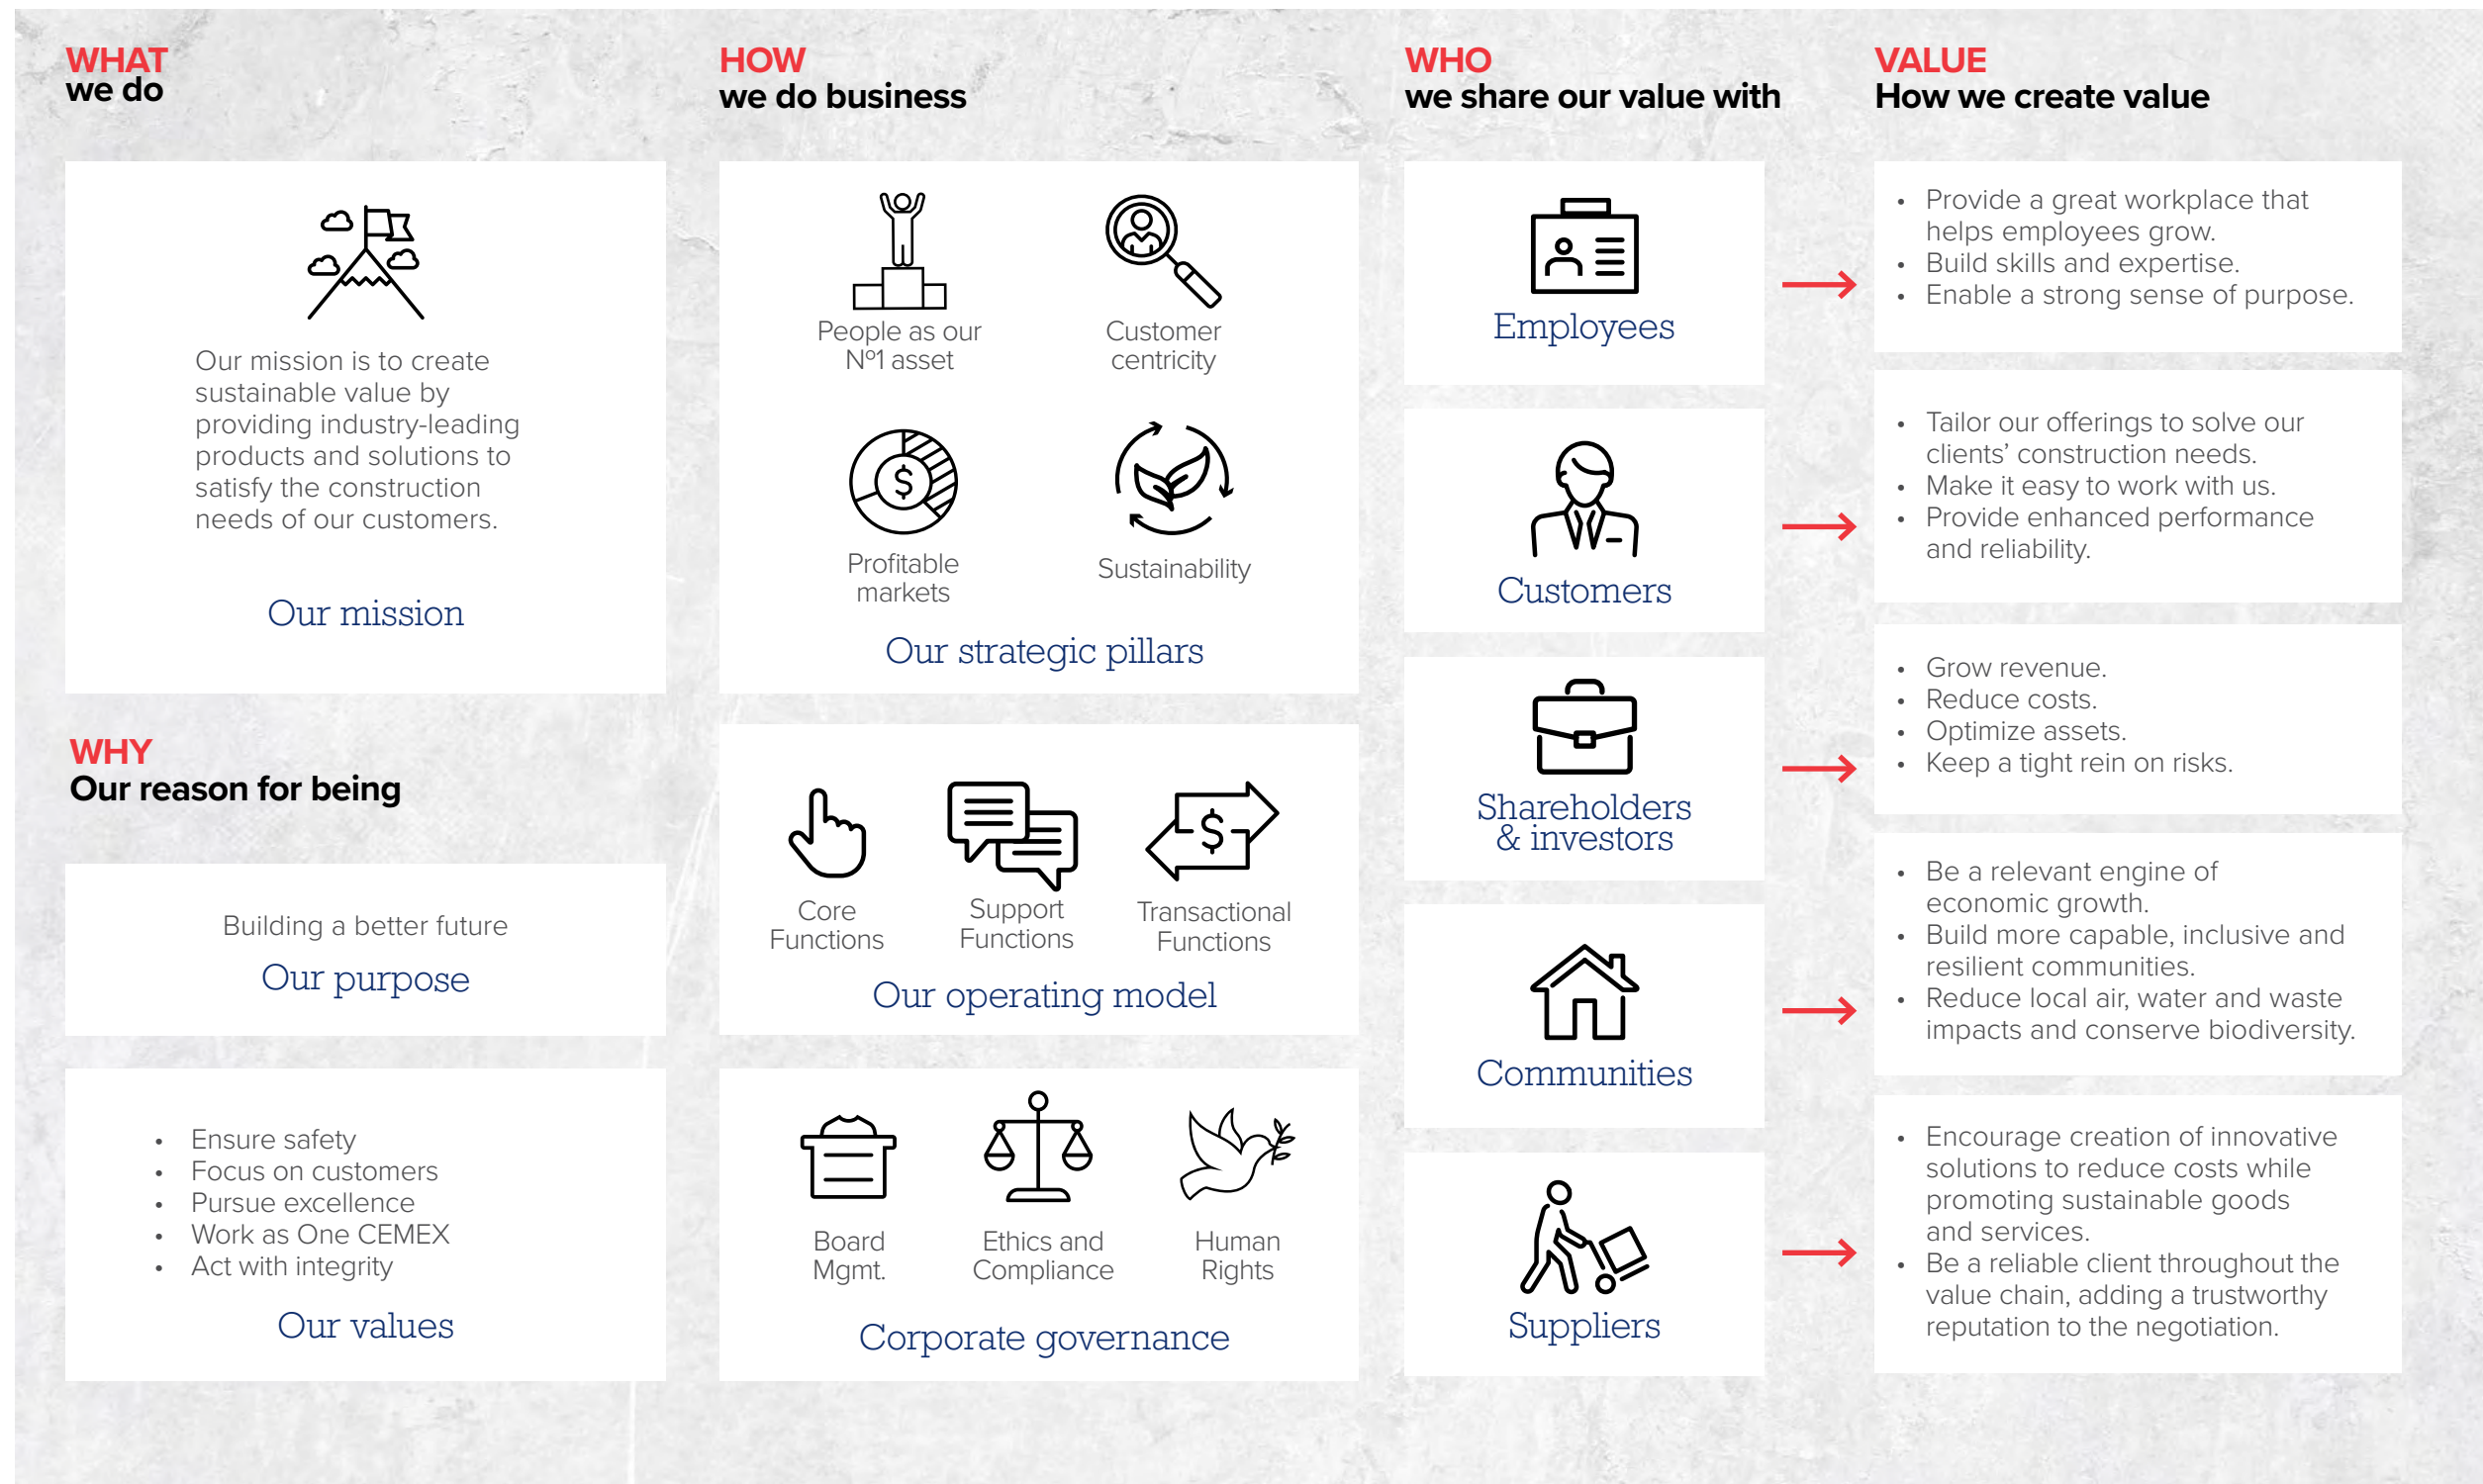 WHAT
we do
Our mission is to create
sustainable value by
providing industry-leading
products and solutions to
satisfy the construction
needs of our customers.
Our mission
WHY
Our reason for being
Building a better future
Our purpose
• Ensure safety
• Focus on customers
• Pursue excellence
• Work as One CEMEX
• Act with integrity
Our values
HOW
we do business
People as our
Nº1 asset
Customer
centricity
$
Profitable
markets
Sustainability
Our strategic pillars
Core
Functions
Support
Functions
$
Transactional
Functions
Our operating model
Board
Mgmt.
Ethics and
Compliance
Human
Rights
Corporate governance
WHO
we share our value with
Employees
Customers
Shareholders
& investors
Communities
Suppliers
VALUE
How we create value
• Provide a great workplace that
helps employees grow.
• Build skills and expertise.
• Enable a strong sense of purpose.
• Tailor our offerings to solve our
clients’ construction needs.
• Make it easy to work with us.
• Provide enhanced performance
and reliability.
• Grow revenue.
• Reduce costs.
• Optimize assets.
• Keep a tight rein on risks.
• Be a relevant engine of
economic growth.
• Build more capable, inclusive and
resilient communities.
• Reduce local air, water and waste
impacts and conserve biodiversity.
• Encourage creation of innovative
solutions to reduce costs while
promoting sustainable goods
and services.
• Be a reliable client throughout the
value chain, adding a trustworthy
reputation to the negotiation.